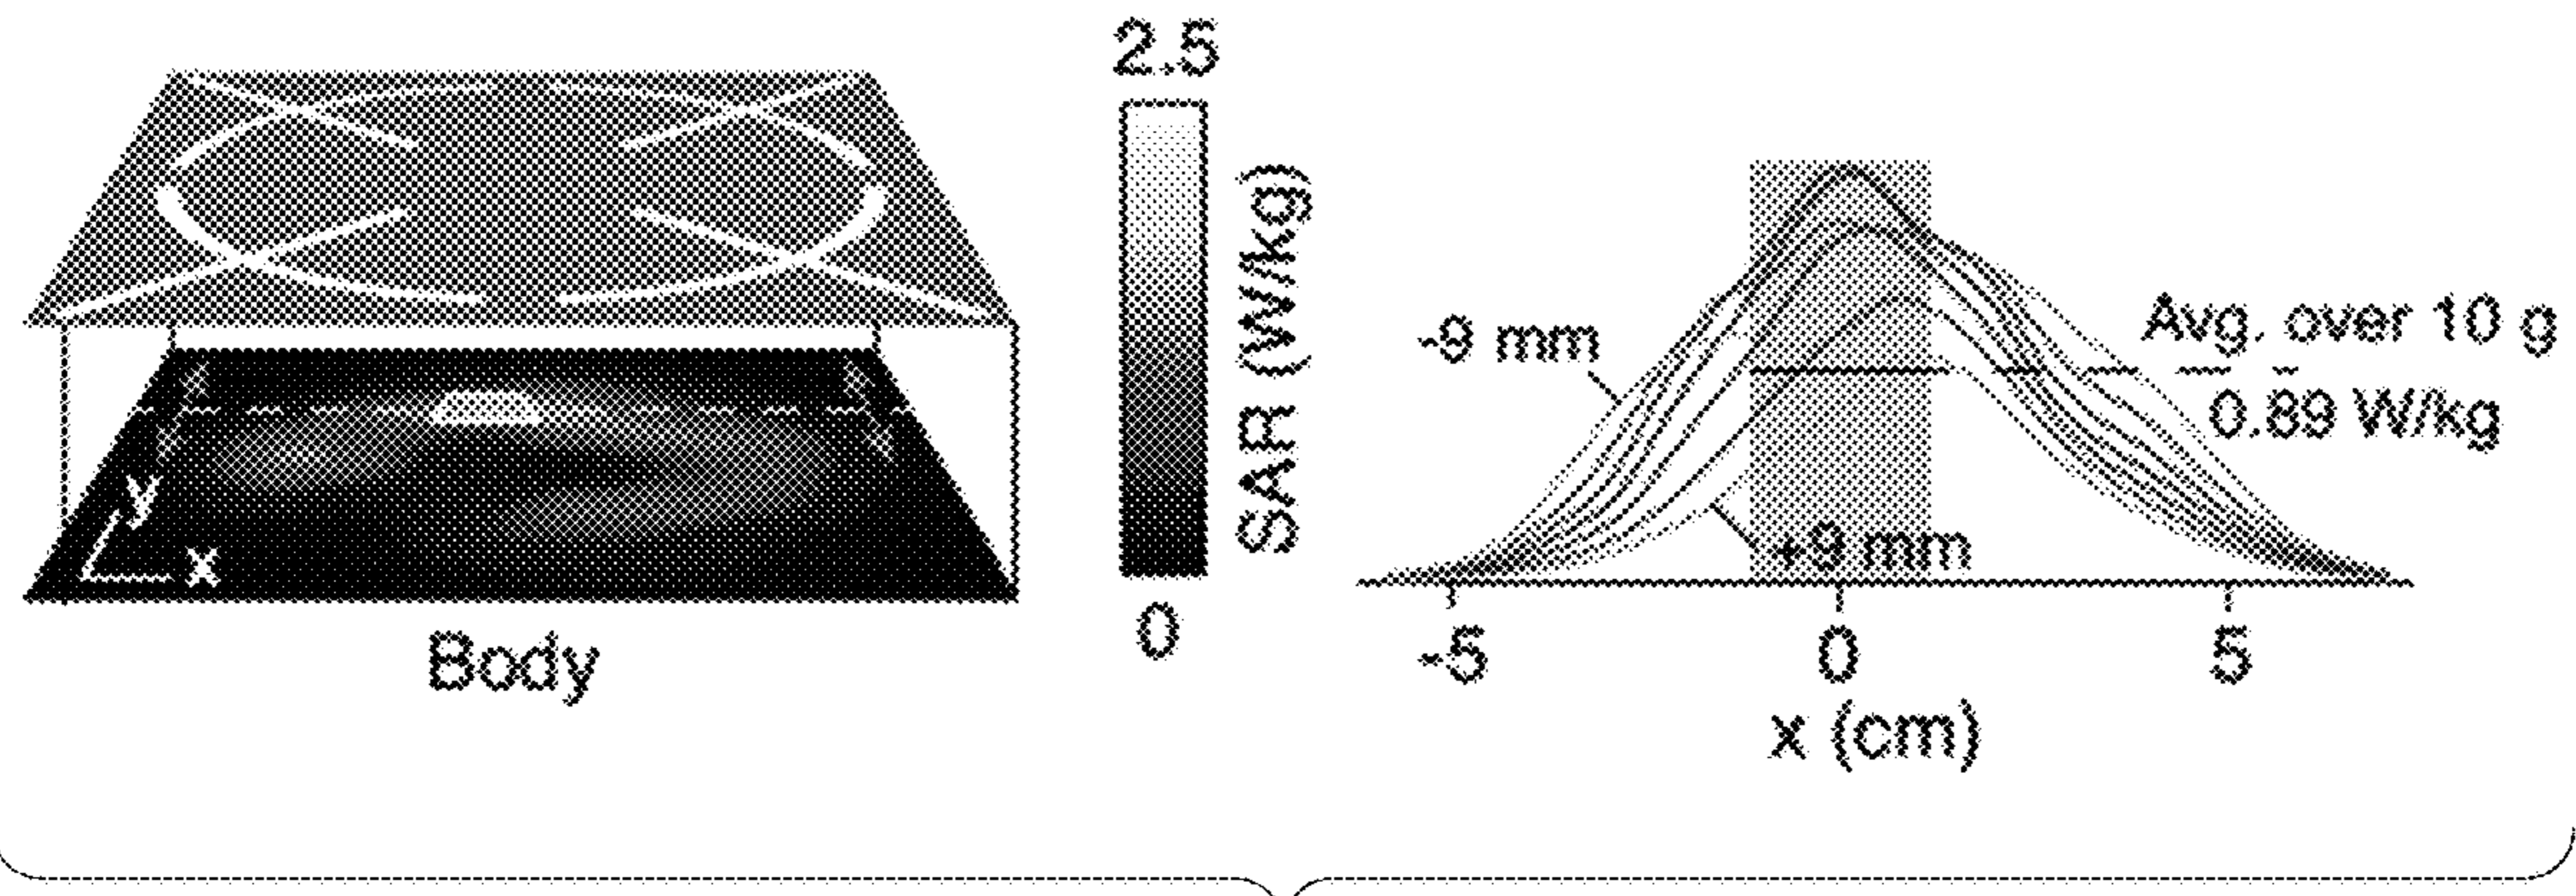 y
x
Body
2.5
SAR (W/kg)
0
-9 mm
+9 mm
Avg. over 10 g
0.89 W/kg
-5
0
5
x (cm)